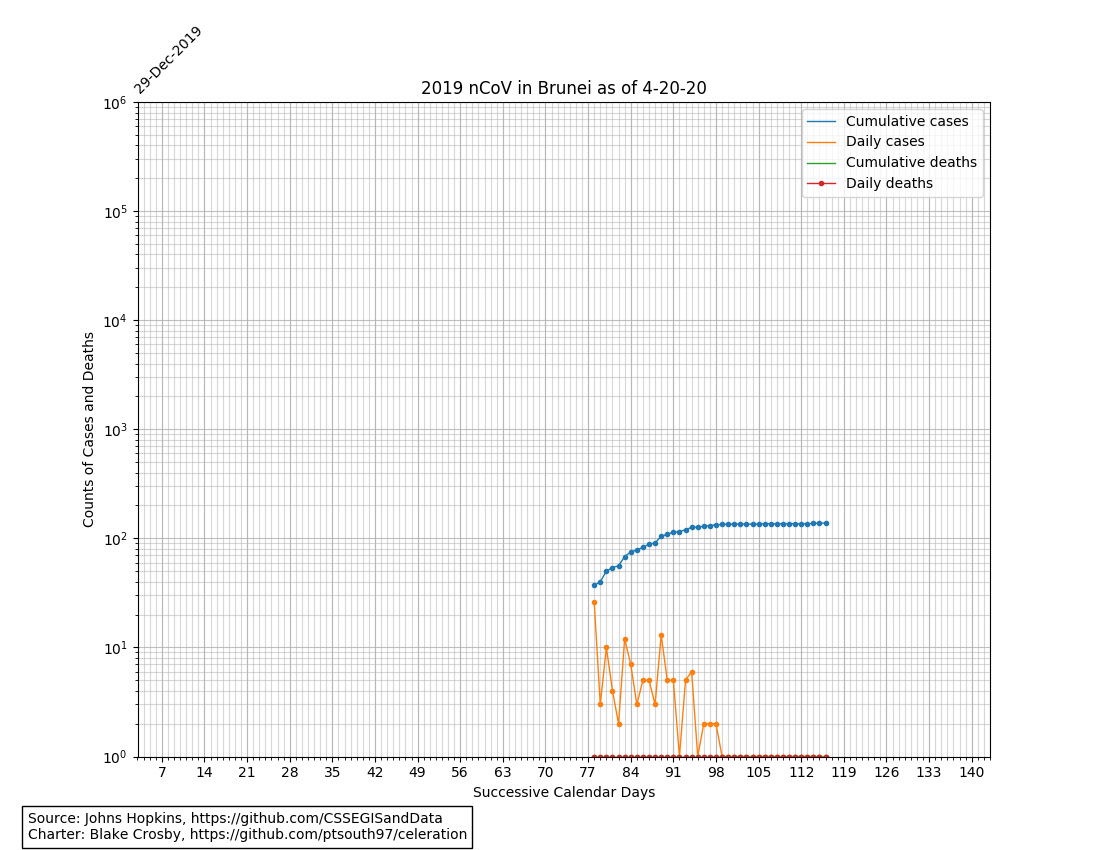 29-Dec-2019
2019 nCoV in Brunei as of 4-20-20
Cumulative cases
Daily cases
Cumulative deaths
Daily deaths
Counts of Cases and Deaths
10^6
10^5
10^4
10^3
10^2
10^1
10^0
7 14 21 28 35 42 49 56 63 70 77 84 91 98 105 112 119 126 133 140
Successive Calendar Days
Source: Johns Hopkins, https://github.com/CSSEGISandData
Charter: Blake Crosby, https://github.com/ptsouth97/celeration